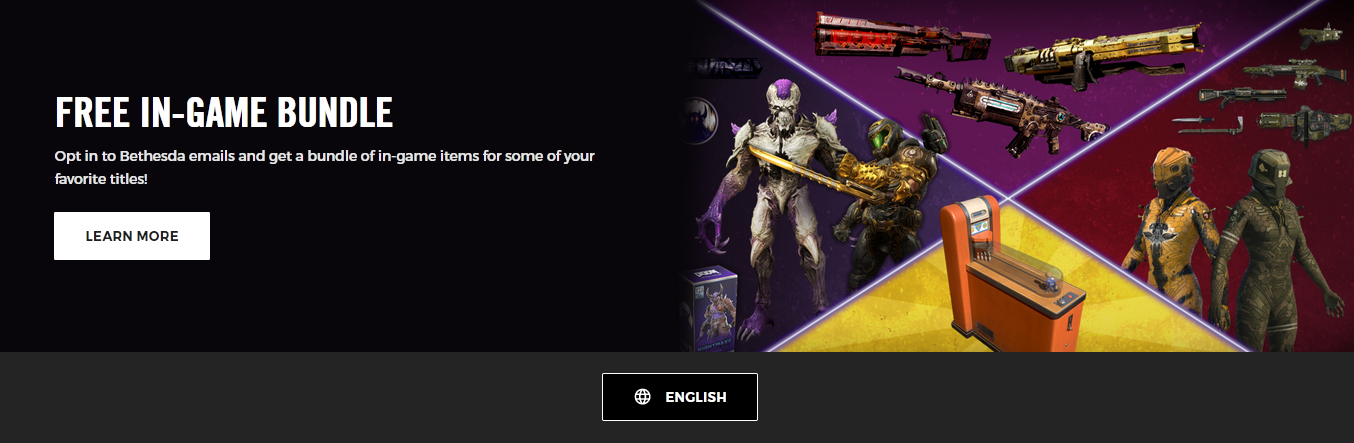 FREE IN-GAME BUNDLE
Opt in to Bethesda emails and get a bundle of in-game items for some of your
favorite titles!
LEARN MORE
DOOM
ENGLISH